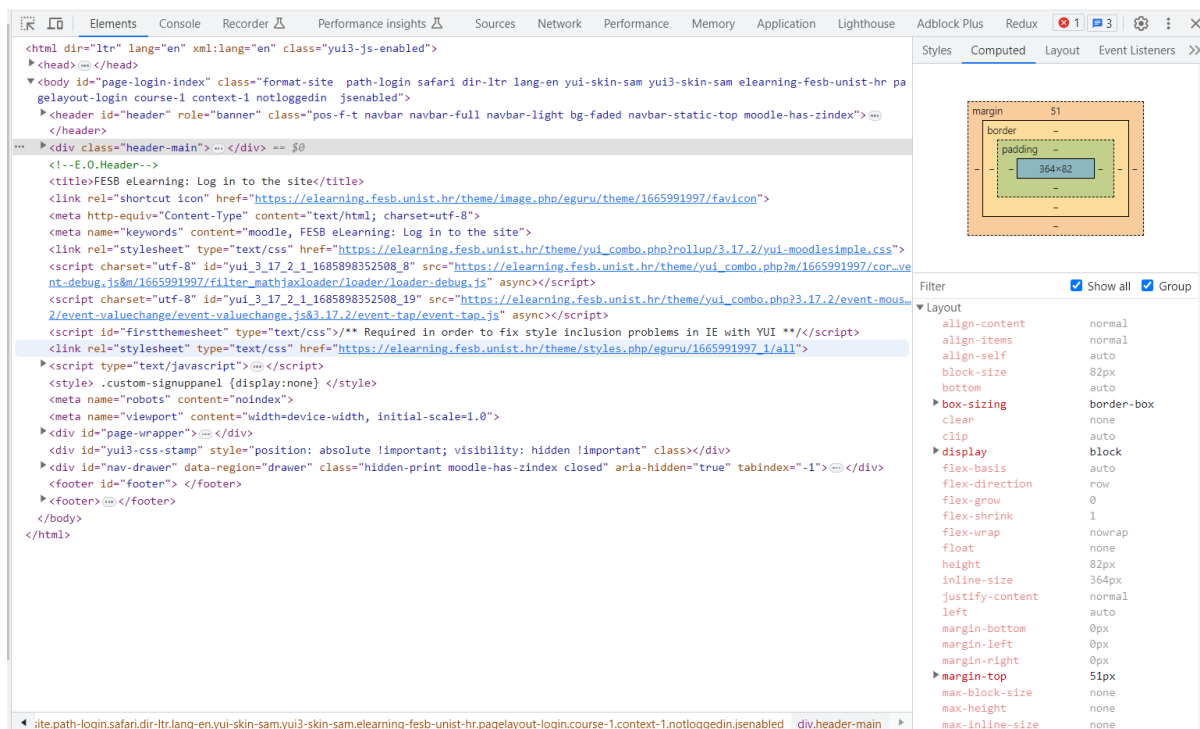 Elements Console Recorder Performance insights Sources Network Performance Memory Application Lighthouse Adblock Plus Redux 1 3
<html dir="ltr" lang="en" xml:lang="en" class="yui3-js-enabled">
<head> ⋯ </head>
<body id="page-login-index" class="format-site  path-login safari dir-ltr lang-en yui-skin-sam yui3-skin-sam elearning-fesb-unist-hr pa
gelayout-login course-1 context-1 notloggedin  jsenabled">
<header id="header" role="banner" class="pos-f-t navbar navbar-full navbar-light bg-faded navbar-static-top moodle-has-zindex"> ⋯
</header>
⋯ <div class="header-main"> ⋯ </div> == $0
<!--E.O.Header-->
<title>FESB eLearning: Log in to the site</title>
<link rel="shortcut icon" href="https://elearning.fesb.unist.hr/theme/image.php/eguru/theme/1665991997/favicon">
<meta http-equiv="Content-Type" content="text/html; charset=utf-8">
<meta name="keywords" content="moodle, FESB eLearning: Log in to the site">
<link rel="stylesheet" type="text/css" href="https://elearning.fesb.unist.hr/theme/yui_combo.php?rollup/3.17.2/yui-moodlesimple.css">
<script charset="utf-8" id="yui_3_17_2_1_1685898352508_8" src="https://elearning.fesb.unist.hr/theme/yui_combo.php?m/1665991997/cor…ve
nt-debug.js&m/1665991997/filter_mathjaxloader/loader/loader-debug.js" async></script>
<script charset="utf-8" id="yui_3_17_2_1_1685898352508_19" src="https://elearning.fesb.unist.hr/theme/yui_combo.php?3.17.2/event-mous…
2/event-valuechange/event-valuechange.js&3.17.2/event-tap/event-tap.js" async></script>
<script id="firstthemesheet" type="text/css">/** Required in order to fix style inclusion problems in IE with YUI **/</script>
<link rel="stylesheet" type="text/css" href="https://elearning.fesb.unist.hr/theme/styles.php/eguru/1665991997_1/all">
<script type="text/javascript"> ⋯ </script>
<style> .custom-signuppanel {display:none} </style>
<meta name="robots" content="noindex">
<meta name="viewport" content="width=device-width, initial-scale=1.0">
<div id="page-wrapper"> ⋯ </div>
<div id="yui3-css-stamp" style="position: absolute !important; visibility: hidden !important" class></div>
<div id="nav-drawer" data-region="drawer" class="hidden-print moodle-has-zindex closed" aria-hidden="true" tabindex="-1"> ⋯ </div>
<footer id="footer"> </footer>
<footer> ⋯ </footer>
</body>
</html>
site.path-login.safari.dir-ltr.lang-en.yui-skin-sam.yui3-skin-sam.elearning-fesb-unist-hr.pagelayout-login.course-1.context-1.notloggedin.jsenabled div.header-main
Styles Computed Layout Event Listeners
margin 51
border –
padding –
– – – 364×82 – – –
–
–
–
Filter Show all Group
Layout
align-content normal
align-items normal
align-self auto
block-size 82px
bottom auto
box-sizing border-box
clear none
clip auto
display block
flex-basis auto
flex-direction row
flex-grow 0
flex-shrink 1
flex-wrap nowrap
float none
height 82px
inline-size 364px
justify-content normal
left auto
margin-bottom 0px
margin-left 0px
margin-right 0px
margin-top 51px
max-block-size none
max-height none
max-inline-size none